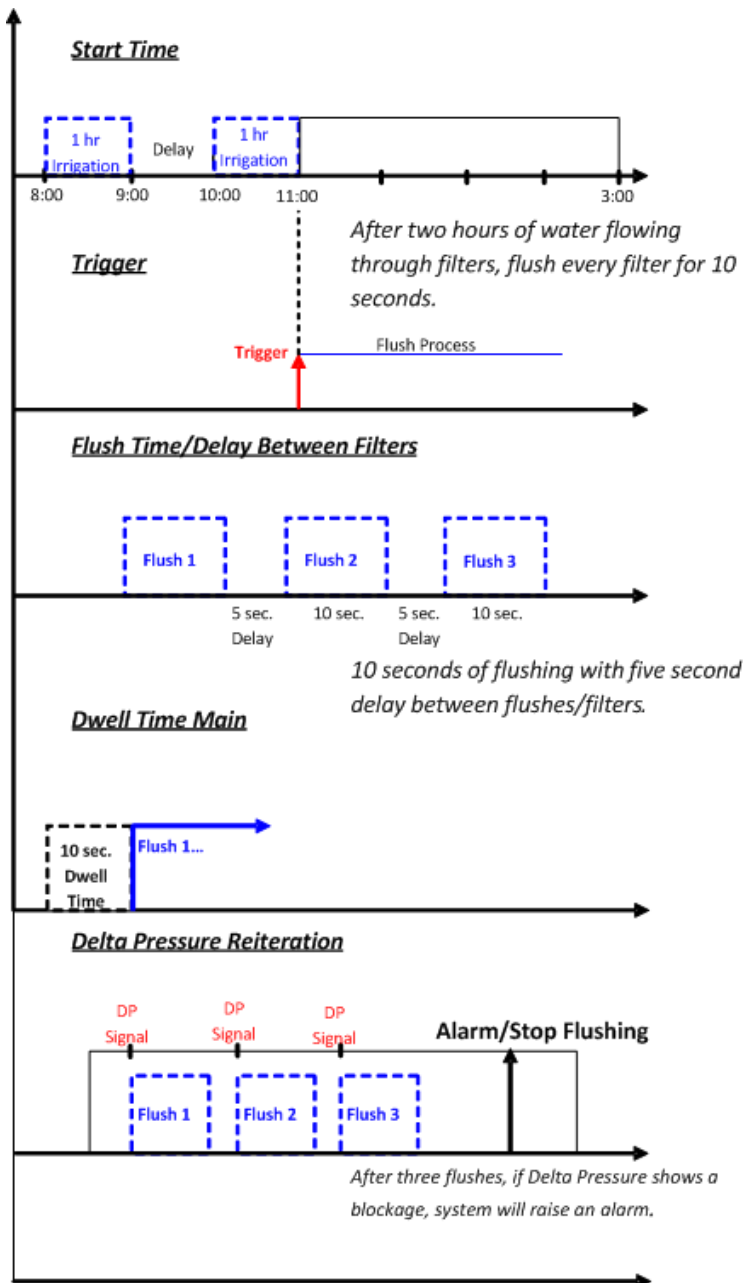 Start Time
1 hr
Irrigation
Delay
1 hr
Irrigation
8:00
9:00
10:00
11:00
3:00
After two hours of water flowing
through filters, flush every filter for 10
seconds.
Trigger
Trigger
Flush Process
Flush Time/Delay Between Filters
Flush 1
Flush 2
Flush 3
5 sec.
Delay
10 sec.
5 sec.
Delay
10 sec.
10 seconds of flushing with five second
delay between flushes/filters.
Dwell Time Main
10 sec.
Dwell
Time
Flush 1...
Delta Pressure Reiteration
DP
Signal
DP
Signal
DP
Signal
Alarm/Stop Flushing
Flush 1
Flush 2
Flush 3
After three flushes, if Delta Pressure shows a
blockage, system will raise an alarm.